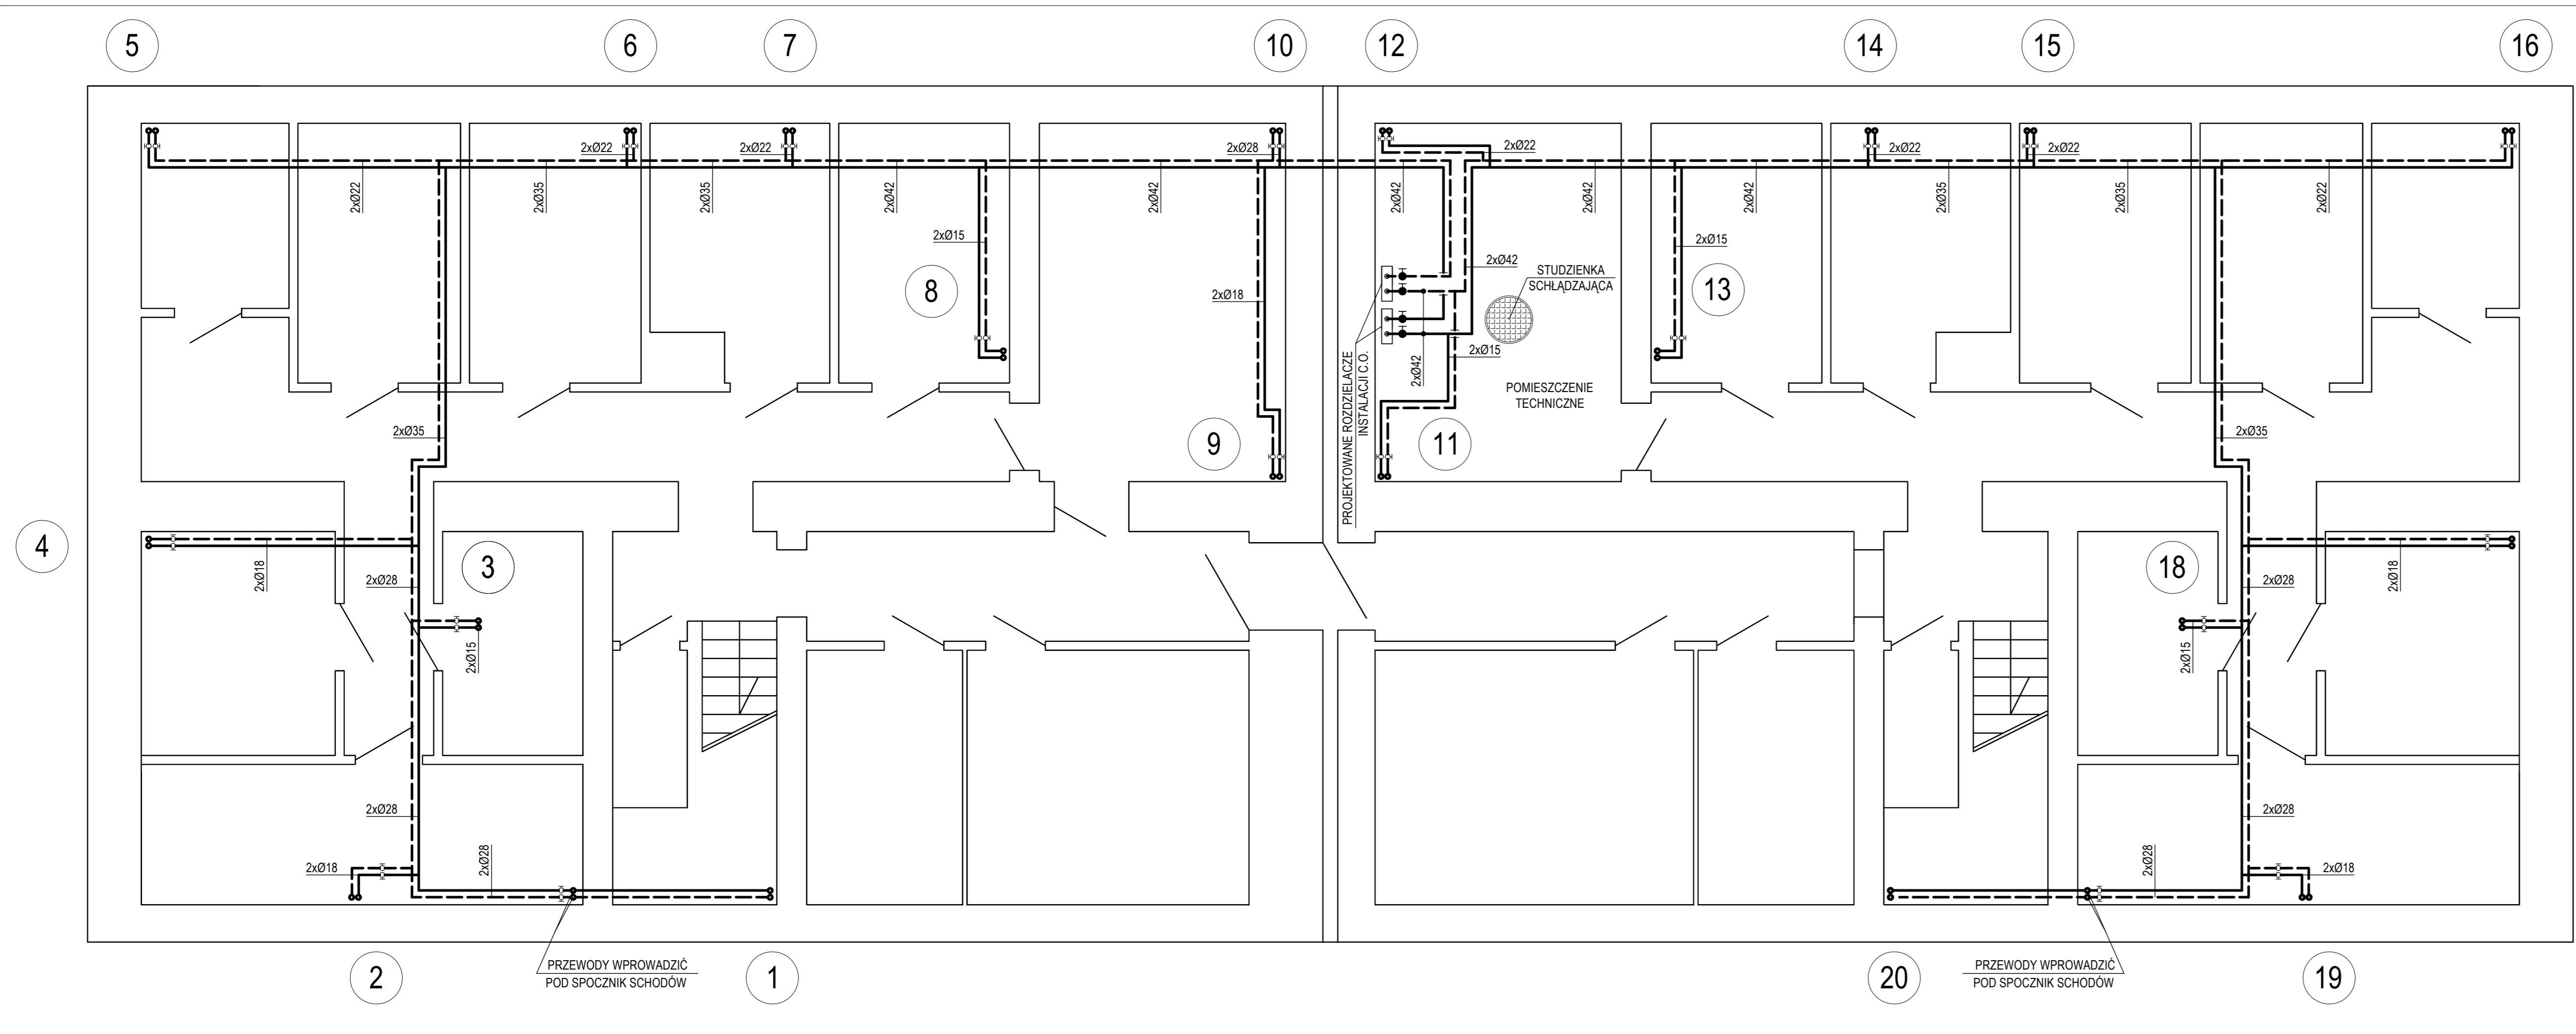 5
6
7
10
12
14
15
16
2xØ22
2xØ22
2xØ28
2xØ22
2xØ22
2xØ22
2xØ22
2xØ35
2xØ35
2xØ42
2xØ42
2xØ42
2xØ42
2xØ42
2xØ35
2xØ35
2xØ22
2xØ15
2xØ15
8
13
2xØ42
STUDZIENKA
SCHŁADZAJĄCA
2xØ18
2xØ15
2xØ42
PROJEKTOWANE ROZDZIELACZE
INSTALACJI C.O.
POMIESZCZENIE
TECHNICZNE
2xØ35
9
11
2xØ35
4
3
18
2xØ18
2xØ28
2xØ28
2xØ18
2xØ15
2xØ15
2xØ28
2xØ28
2xØ18
2xØ28
2xØ28
2xØ18
PRZEWODY WPROWADZIĆ
POD SPOCZNIK SCHODÓW
PRZEWODY WPROWADZIĆ
POD SPOCZNIK SCHODÓW
2
1
20
19